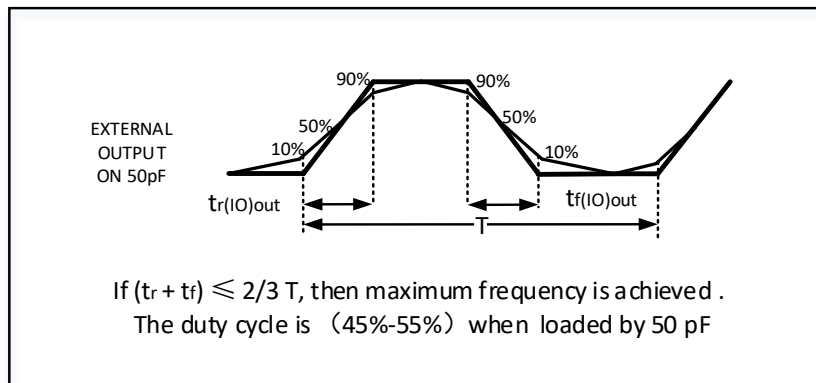 90%
90%
50%
50%
10%
10%
EXTERNAL
OUTPUT
ON 50pF
tr(IO)out
tf(IO)out
T
If (tr + tf) ≤ 2/3 T, then maximum frequency is achieved .
The duty cycle is （45%-55%）when loaded by 50 pF